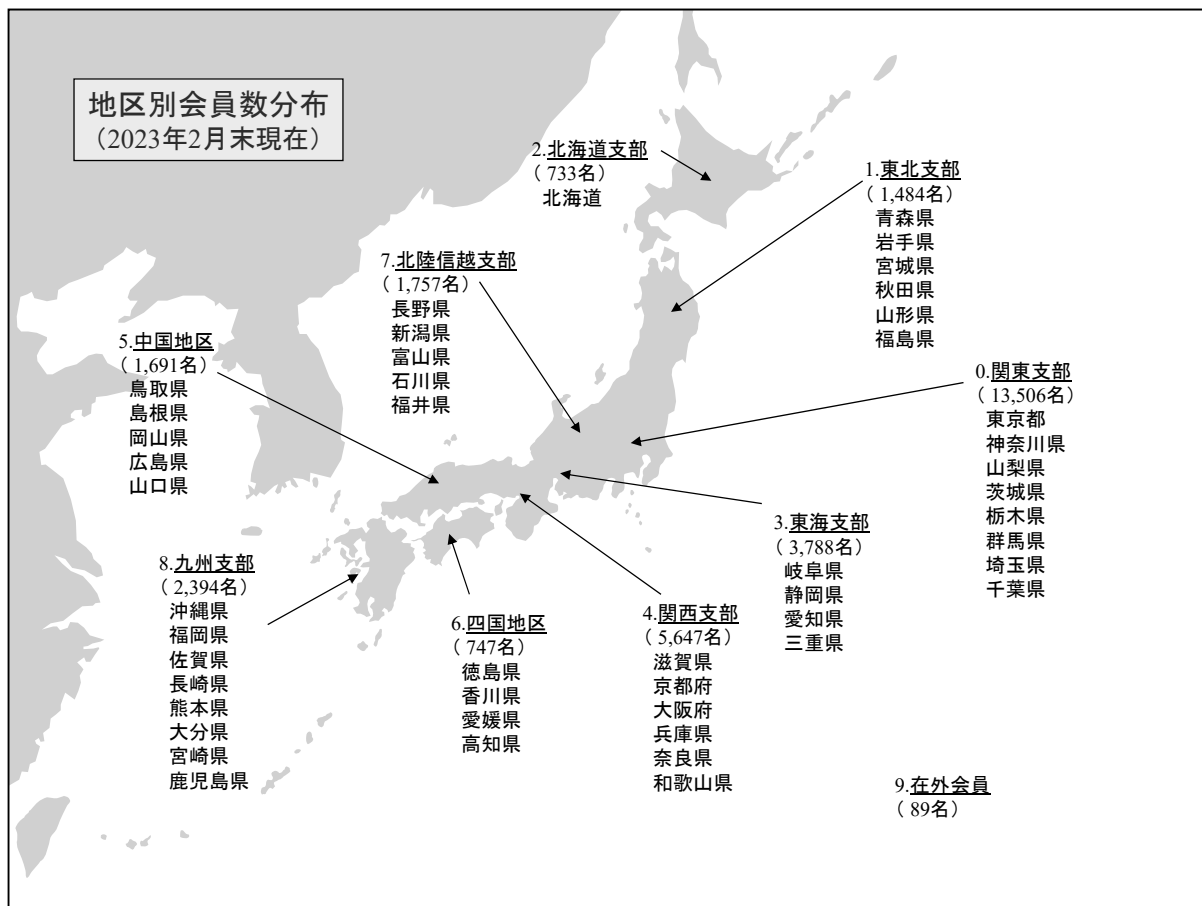 地区別会員数分布
（2023年2月末現在）
2.北海道支部
（ 733名）
北海道
1.東北支部
（ 1,484名）
青森県
岩手県
宮城県
秋田県
山形県
福島県
7.北陸信越支部
（ 1,757名）
長野県
新潟県
富山県
石川県
福井県
5.中国地区
（ 1,691名）
鳥取県
島根県
岡山県
広島県
山口県
0.関東支部
（ 13,506名）
東京都
神奈川県
山梨県
茨城県
栃木県
群馬県
埼玉県
千葉県
3.東海支部
（ 3,788名）
岐阜県
静岡県
愛知県
三重県
8.九州支部
（ 2,394名）
沖縄県
福岡県
佐賀県
長崎県
熊本県
大分県
宮崎県
鹿児島県
6.四国地区
（ 747名）
徳島県
香川県
愛媛県
高知県
4.関西支部
（ 5,647名）
滋賀県
京都府
大阪府
兵庫県
奈良県
和歌山県
9.在外会員
（ 89名）